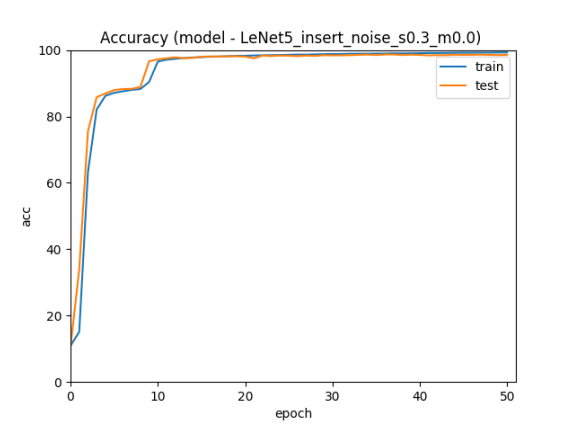 Accuracy (model - LeNet5_insert_noise_s0.3_m0.0)
100
80
60
40
20
0
acc
train
test
0 10 20 30 40 50
epoch